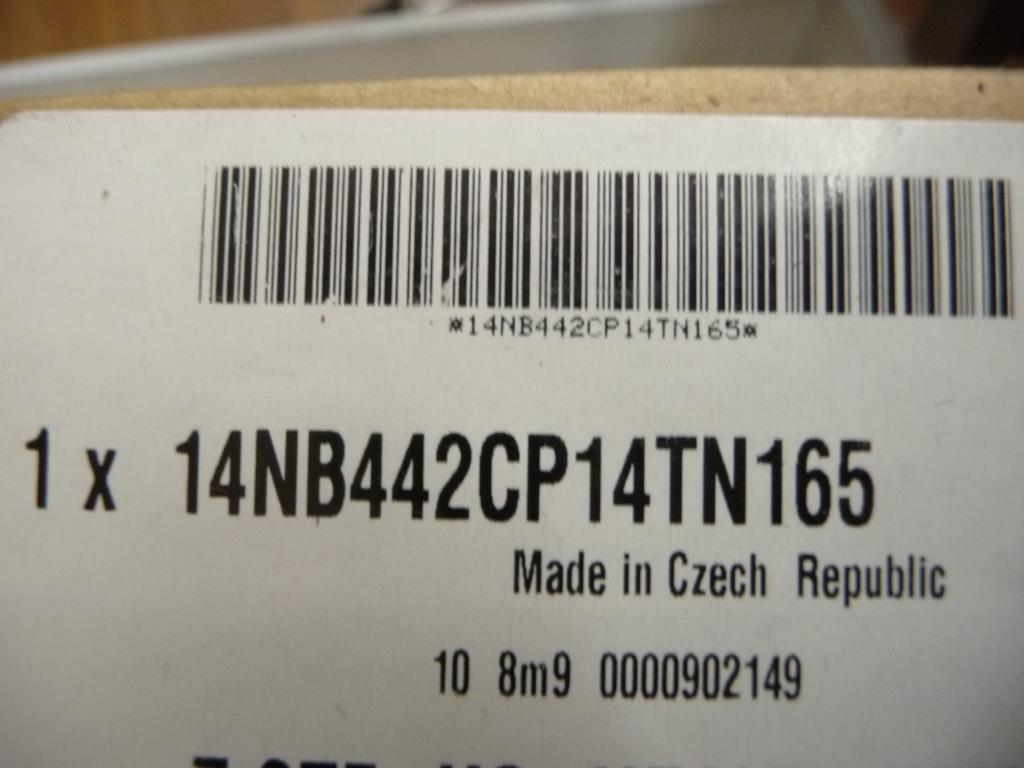 *14NB442CP14TN165*
1 x 14NB442CP14TN165
Made in Czech Republic
10 8m9 0000902149